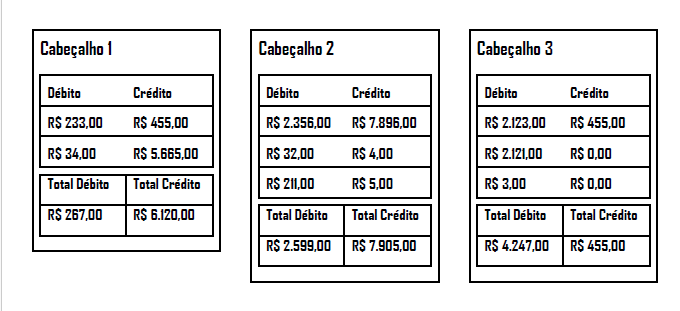 Cabeçalho 1
Débito Crédito
R$ 233,00 R$ 455,00
R$ 34,00 R$ 5.665,00
Total Débito Total Crédito
R$ 267,00 R$ 6.120,00
Cabeçalho 2
Débito Crédito
R$ 2.356,00 R$ 7.896,00
R$ 32,00 R$ 4,00
R$ 211,00 R$ 5,00
Total Débito Total Crédito
R$ 2.599,00 R$ 7.905,00
Cabeçalho 3
Débito Crédito
R$ 2.123,00 R$ 455,00
R$ 2.121,00 R$ 0,00
R$ 3,00 R$ 0,00
Total Débito Total Crédito
R$ 4.247,00 R$ 455,00